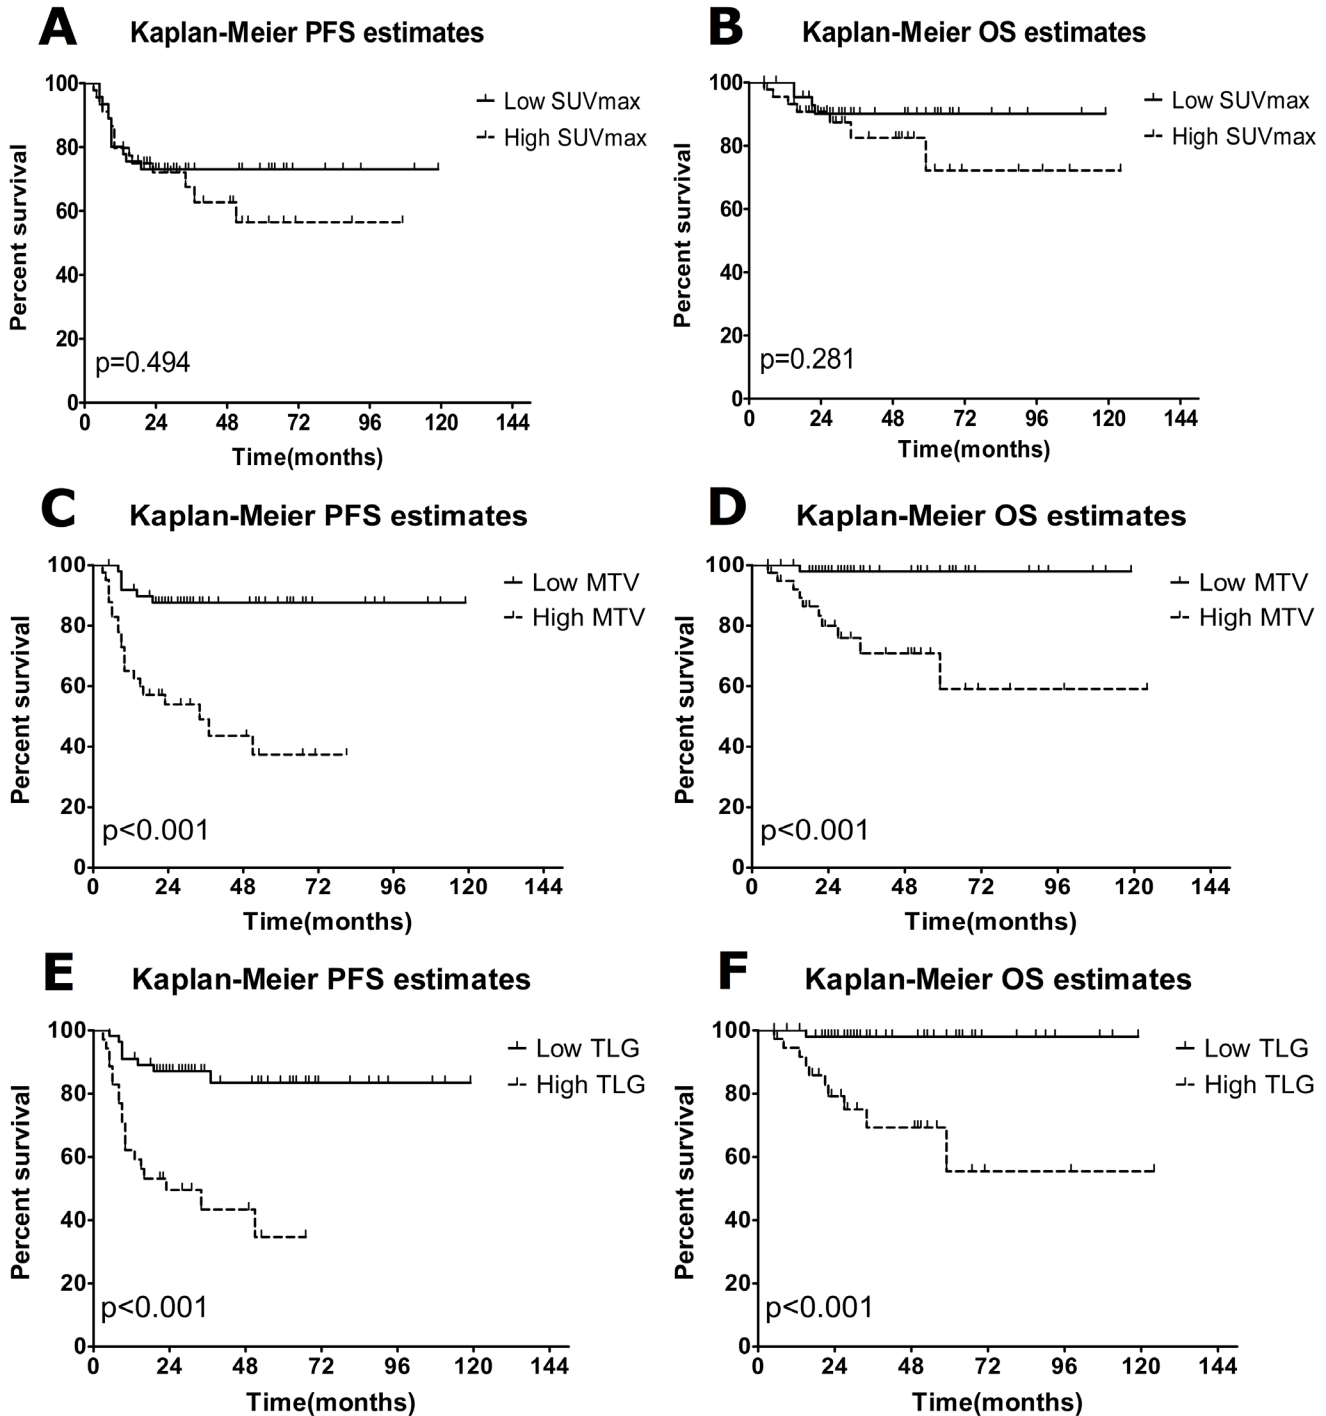 A
Kaplan-Meier PFS estimates
Low SUVmax
High SUVmax
Percent survival
100
80
60
40
20
0
p=0.494
0 24 48 72 96 120 144
Time(months)
B
Kaplan-Meier OS estimates
Low SUVmax
High SUVmax
Percent survival
100
80
60
40
20
0
p=0.281
0 24 48 72 96 120 144
Time(months)
C
Kaplan-Meier PFS estimates
Low MTV
High MTV
Percent survival
100
80
60
40
20
0
p<0.001
0 24 48 72 96 120 144
Time(months)
D
Kaplan-Meier OS estimates
Low MTV
High MTV
Percent survival
100
80
60
40
20
0
p<0.001
0 24 48 72 96 120 144
Time(months)
E
Kaplan-Meier PFS estimates
Low TLG
High TLG
Percent survival
100
80
60
40
20
0
p<0.001
0 24 48 72 96 120 144
Time(months)
F
Kaplan-Meier OS estimates
Low TLG
High TLG
Percent survival
100
80
60
40
20
0
p<0.001
0 24 48 72 96 120 144
Time(months)